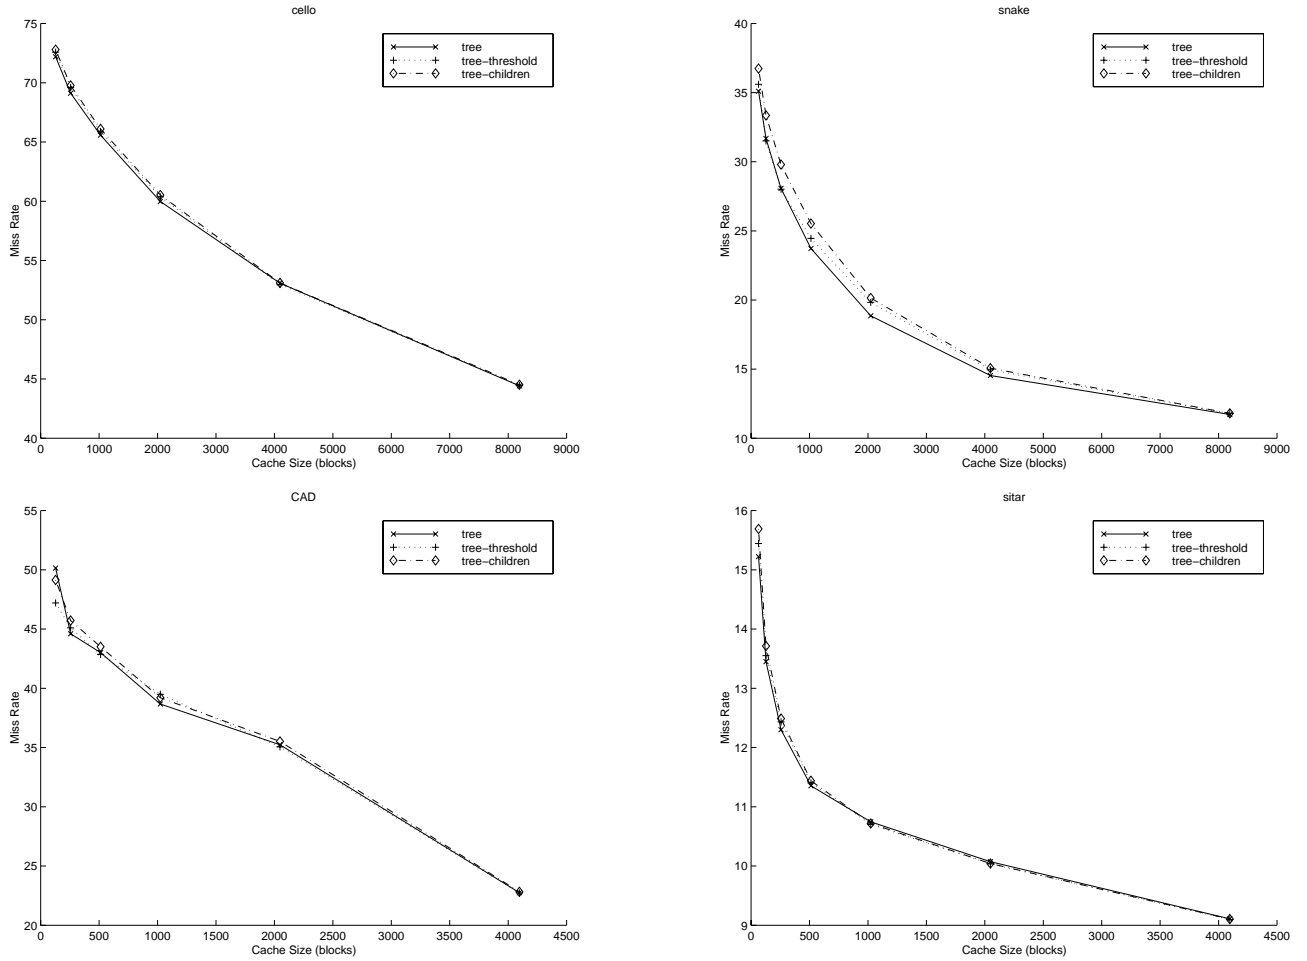 cello
75
70
65
60
55
50
45
40
Miss Rate
0 1000 2000 3000 4000 5000 6000 7000 8000 9000
Cache Size (blocks)
tree
tree−threshold
tree−children
snake
40
35
30
25
20
15
10
Miss Rate
0 1000 2000 3000 4000 5000 6000 7000 8000 9000
Cache Size (blocks)
tree
tree−threshold
tree−children
CAD
55
50
45
40
35
30
25
20
Miss Rate
0 500 1000 1500 2000 2500 3000 3500 4000 4500
Cache Size (blocks)
tree
tree−threshold
tree−children
sitar
16
15
14
13
12
11
10
9
Miss Rate
0 500 1000 1500 2000 2500 3000 3500 4000 4500
Cache Size (blocks)
tree
tree−threshold
tree−children